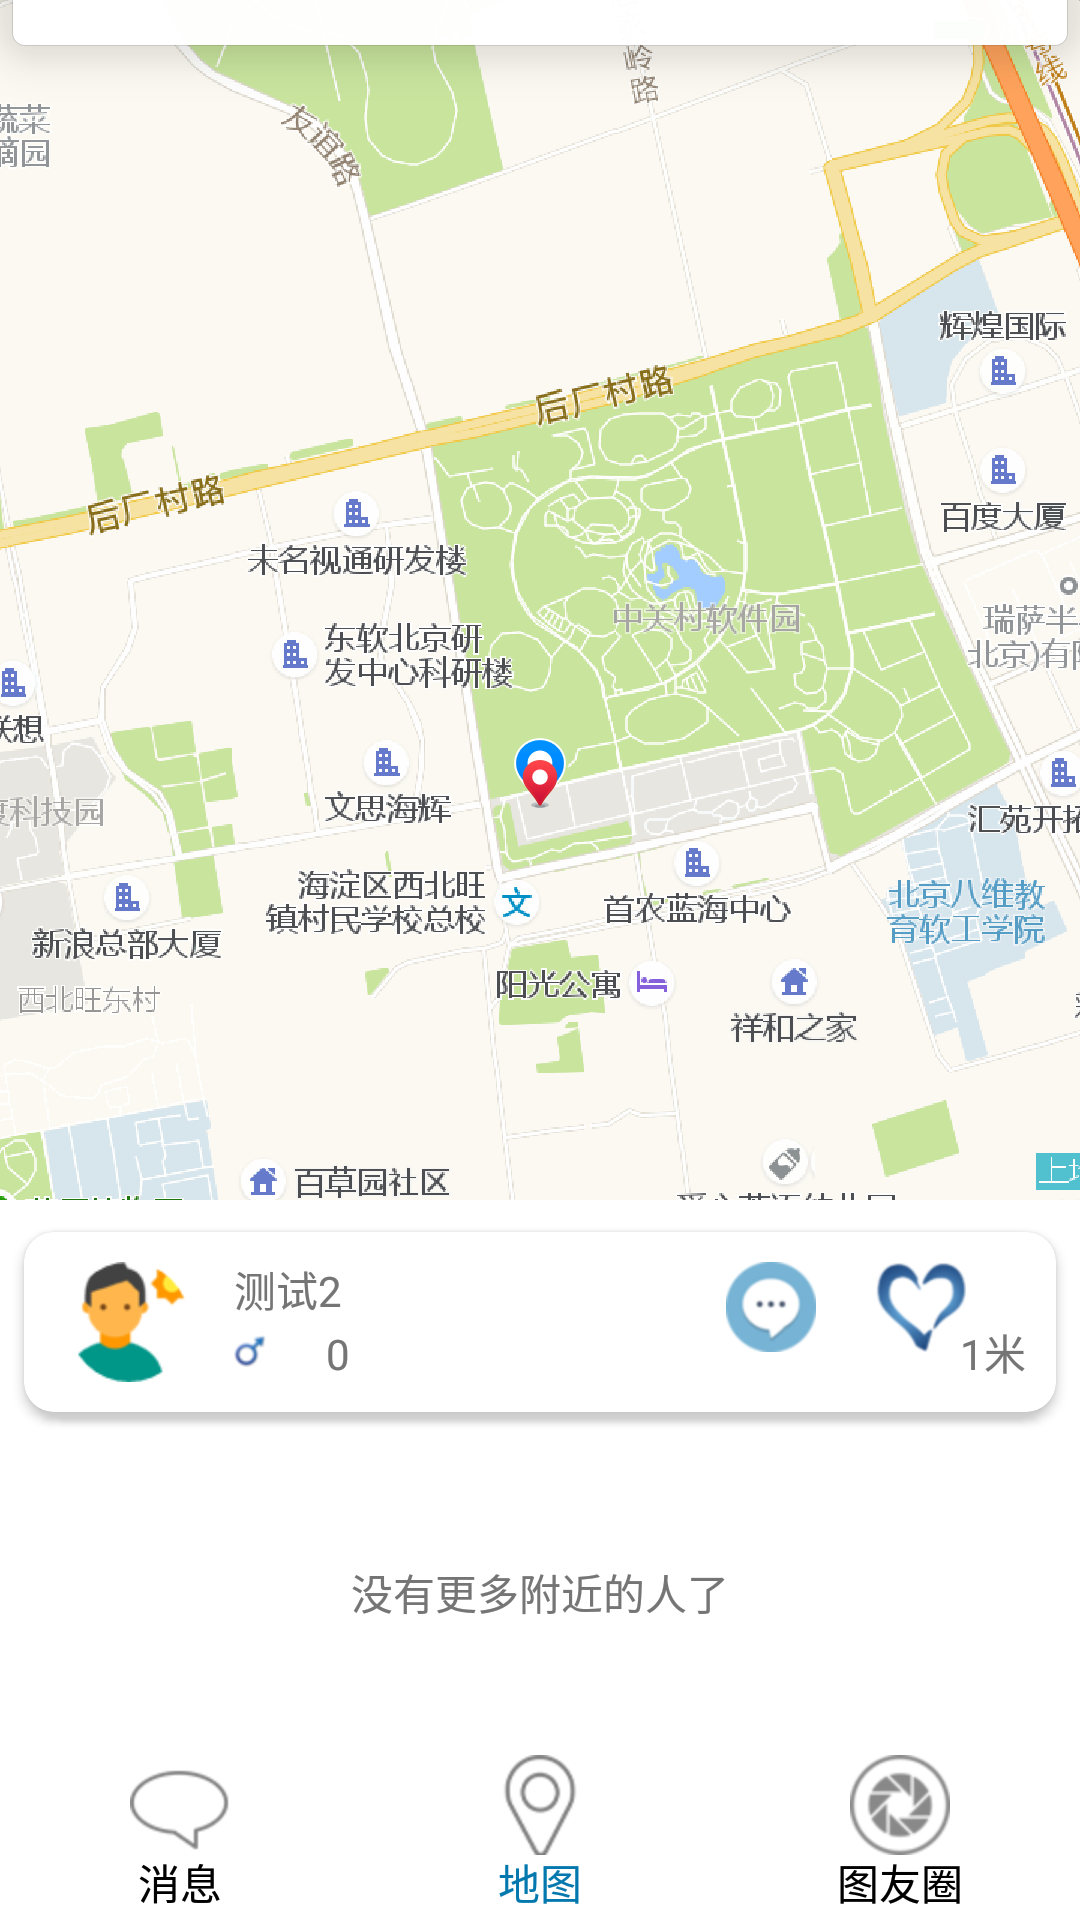 岭
路
线
蔬菜
摘园
友谊路
辉煌国际
后厂村路
后厂村路
百度大厦
未名视通研发楼
中关村软件园
瑞萨半
北京)有限
东软北京研
发中心科研楼
联想
度科技园
文思海辉
汇苑开拓
海淀区西北旺
镇村民学校总校
文
首农蓝海中心
北京八维教
育软工学院
新浪总部大厦
西北旺东村
阳光公寓
祥和之家
百草园社区
上地
测试2
0
1米
没有更多附近的人了
消息
地图
图友圈